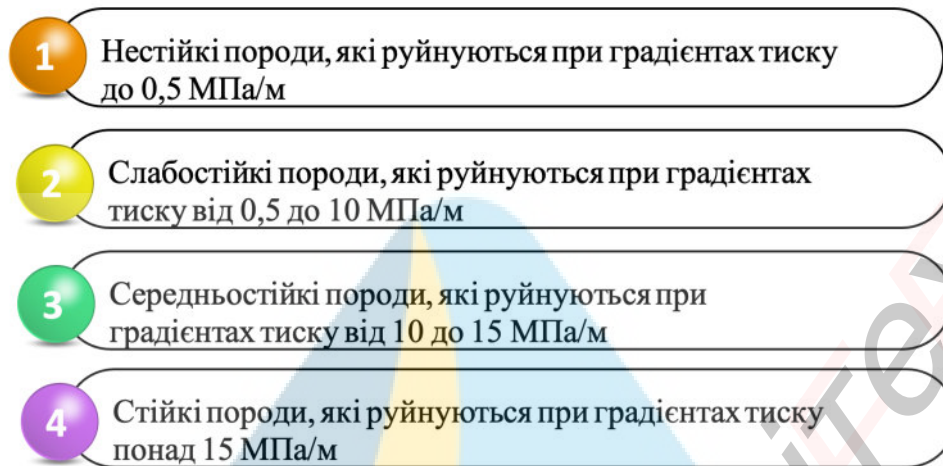 1
Нестійкі породи, які руйнуються при градієнтах тиску
до 0,5 МПа/м
2
Слабостійкі породи, які руйнуються при градієнтах
тиску від 0,5 до 10 МПа/м
3
Середньостійкі породи, які руйнуються при
градієнтах тиску від 10 до 15 МПа/м
4
Стійкі породи, які руйнуються при градієнтах тиску
понад 15 МПа/м